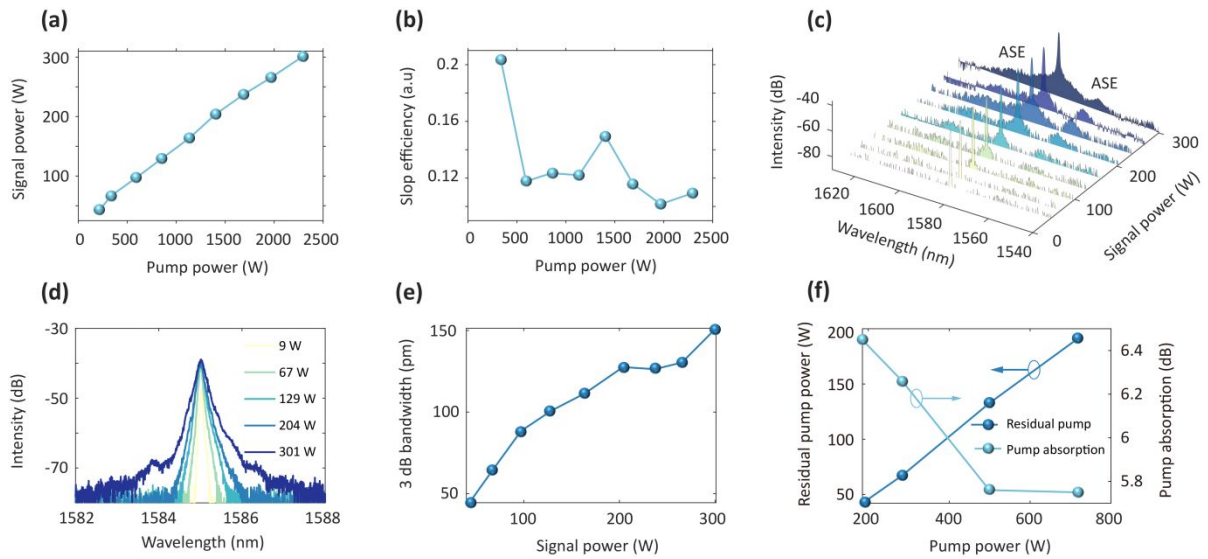 (a)
300
200
100
0 500 1000 1500 2000 2500
Signal power (W)
Pump power (W)
(b)
0.2
0.16
0.12
0 500 1000 1500 2000 2500
Slop efficiency (a.u)
Pump power (W)
(c)
ASE
ASE
-40
-60
-80
Intensity (dB)
1620
1600
1580
1560
1540
Wavelength (nm)
0
100
200
300
Signal power (W)
(d)
-30
-50
-70
1582 1584 1586 1588
Intensity (dB)
Wavelength (nm)
9 W
67 W
129 W
204 W
301 W
(e)
150
100
50
100 200 300
3 dB bandwidth (pm)
Signal power (W)
(f)
200
150
100
50
200 400 600 800
6.4
6.2
6
5.8
Residual pump power (W)
Pump absorption (dB)
Residual pump
Pump absorption
Pump power (W)